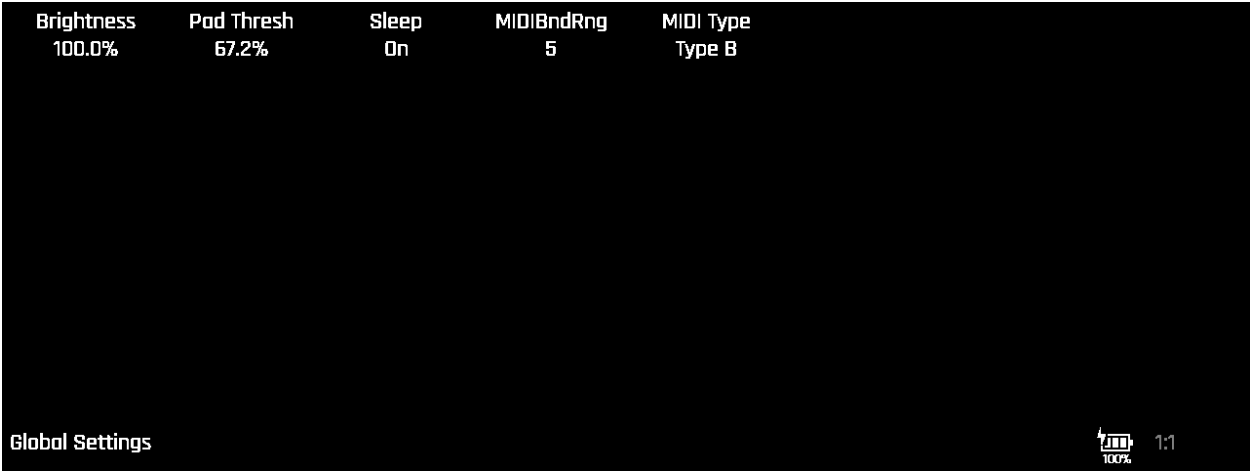 Brightness Pad Thresh Sleep MIDIBndRng MIDI Type
100.0% 67.2% On 5 Type B
Global Settings 1:1
100%